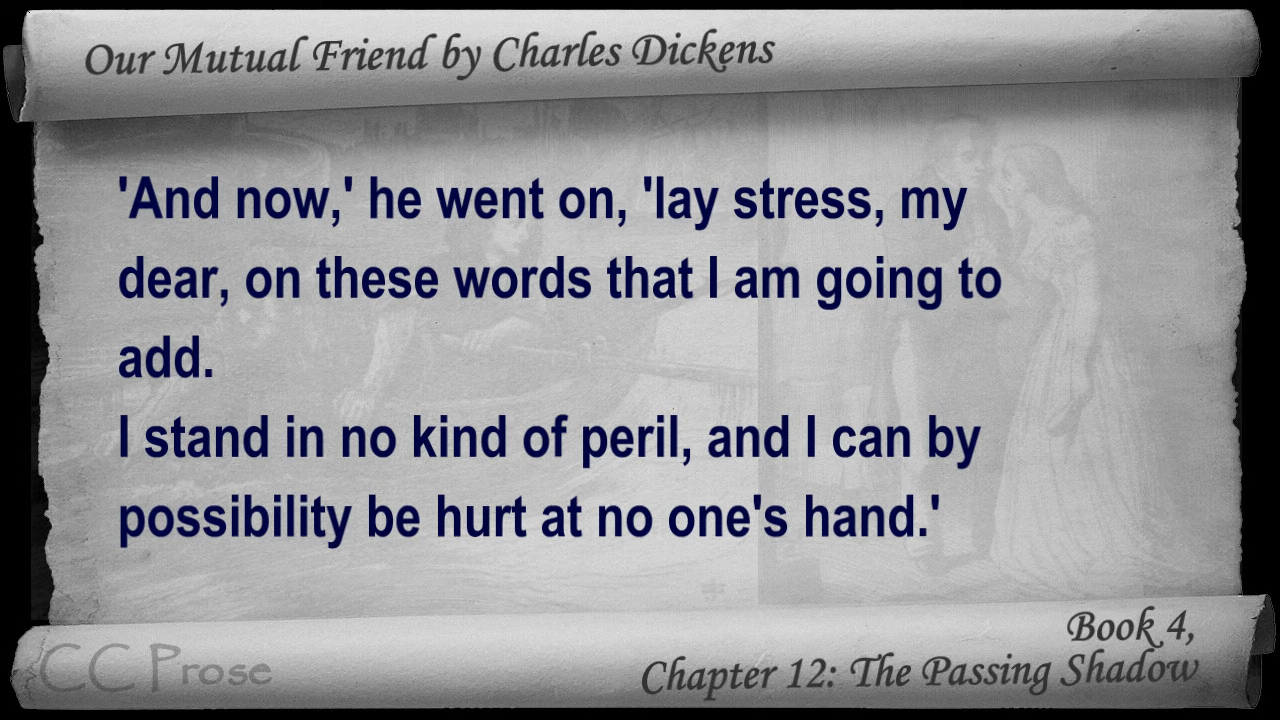 Our Mutual Friend by Charles Dickens
'And now,' he went on, 'lay stress, my
dear, on these words that I am going to
add.
I stand in no kind of peril, and I can by
possibility be hurt at no one's hand.'
CC Prose
Book 4,
Chapter 12: The Passing Shadow